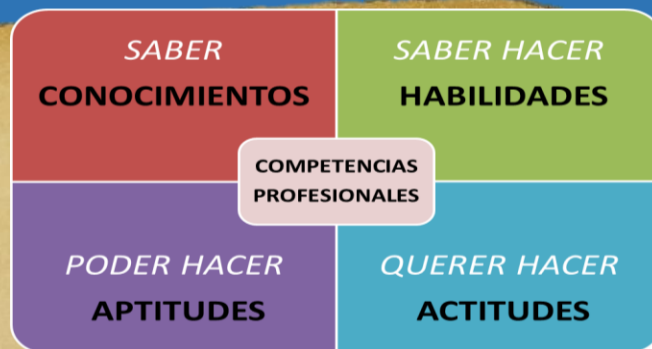 SABER
CONOCIMIENTOS
SABER HACER
HABILIDADES
COMPETENCIAS
PROFESIONALES
PODER HACER
APTITUDES
QUERER HACER
ACTITUDES